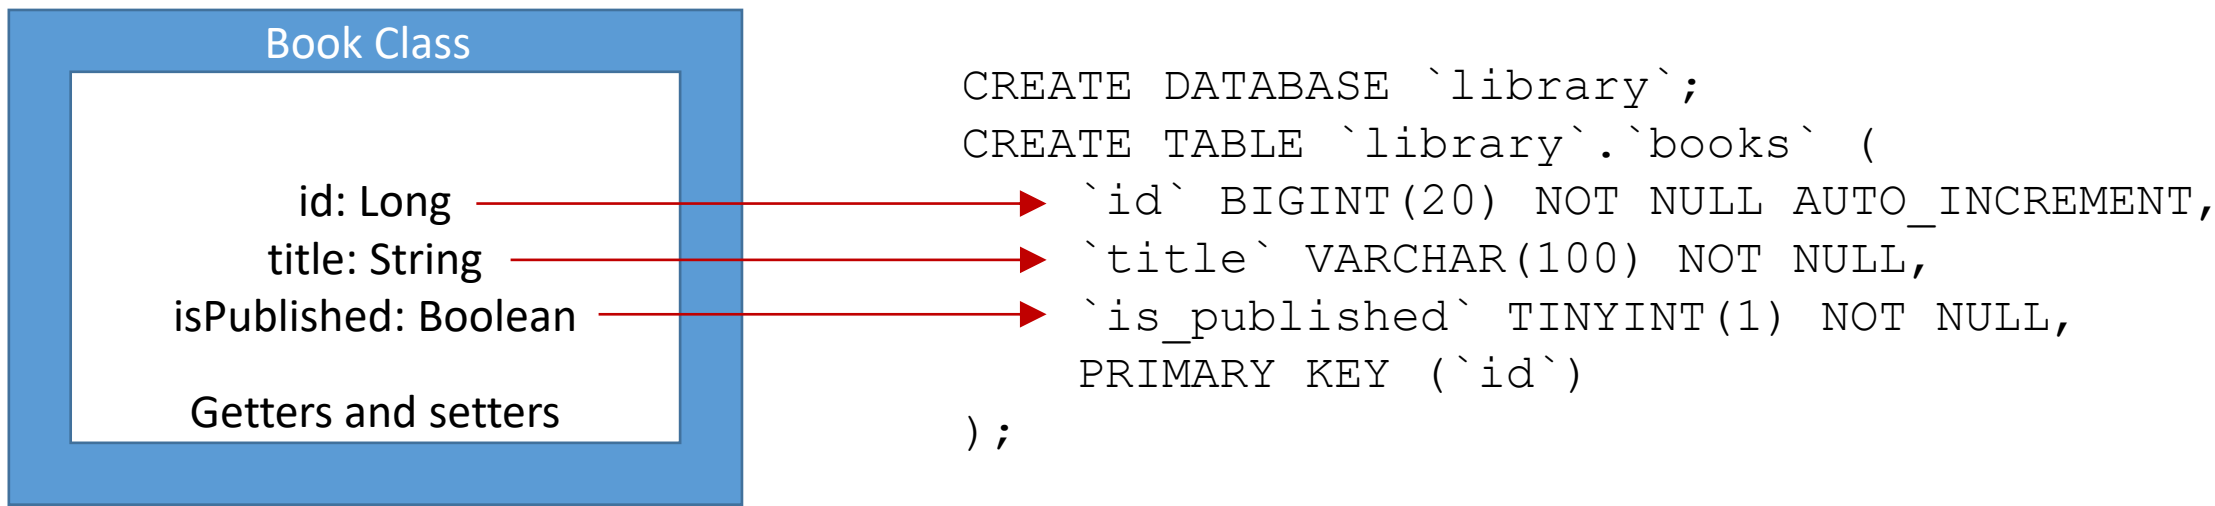 Book Class
id: Long
title: String
isPublished: Boolean
Getters and setters
CREATE DATABASE `library`;
CREATE TABLE `library`.`books` (
`id` BIGINT(20) NOT NULL AUTO_INCREMENT,
`title` VARCHAR(100) NOT NULL,
`is_published` TINYINT(1) NOT NULL,
PRIMARY KEY (`id`)
);